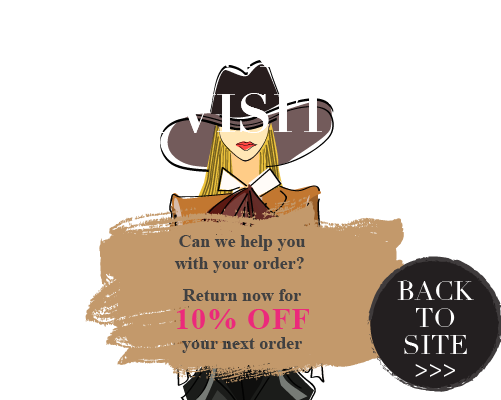 VISIT
Can we help you
with your order?
Return now for
10% OFF
your next order
BACK
TO
SITE
>>>